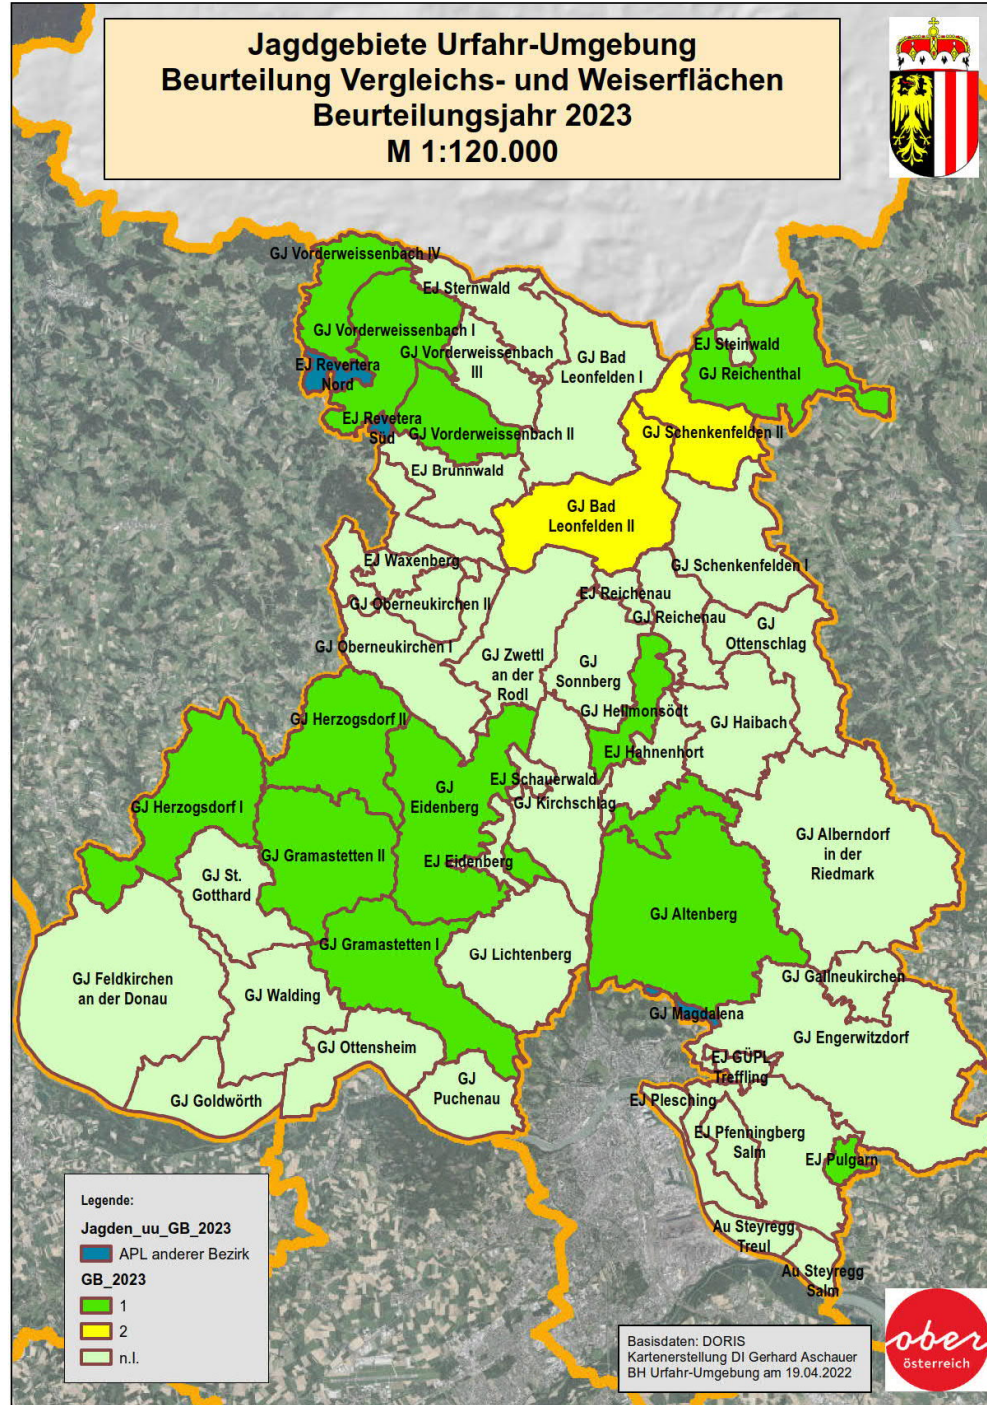 Jagdgebiete Urfahr-Umgebung
Beurteilung Vergleichs- und Weiserflächen
Beurteilungsjahr 2023
M 1:120.000
GJ Vorderweissenbach IV
EJ Sternwald
GJ Vorderweissenbach I
GJ Vorderweissenbach
III
GJ Bad
Leonfelden I
EJ Steinwald
GJ Reichenthal
EJ Revertera
Nord
EJ Revetera
Süd
GJ Vorderweissenbach II
GJ Schenkenfelden II
EJ Brunnwald
GJ Bad
Leonfelden II
EJ Waxenberg
GJ Schenkenfelden I
EJ Reichenau
GJ Oberneukirchen II
GJ Reichenau
GJ
Ottenschlag
GJ Oberneukirchen I
GJ Zwettl
an der
Rodl
GJ
Sonnberg
GJ Herzogsdorf II
GJ Hellmonsödt
GJ Haibach
EJ Hahnenhort
EJ Schauerwald
GJ
Eidenberg
GJ Herzogsdorf I
GJ Kirchschlag
GJ Alberndorf
in der
Riedmark
GJ Gramastetten II
EJ Eidenberg
GJ St.
Gotthard
GJ Altenberg
GJ Gramastetten I
GJ Lichtenberg
GJ Feldkirchen
an der Donau
GJ Walding
GJ Gallneukirchen
GJ Magdalena
GJ Engerwitzdorf
GJ Ottensheim
EJ GÜPL
Treffling
GJ
Puchenau
GJ Goldwörth
EJ Plesching
EJ Pfenningberg
Salm
EJ Pulgarn
Au Steyregg
Treul
Au Steyregg
Salm
Legende:
Jagden_uu_GB_2023
APL anderer Bezirk
GB_2023
1
2
n.l.
Basisdaten: DORIS
Kartenerstellung DI Gerhard Aschauer
BH Urfahr-Umgebung am 19.04.2022
ober
österreich